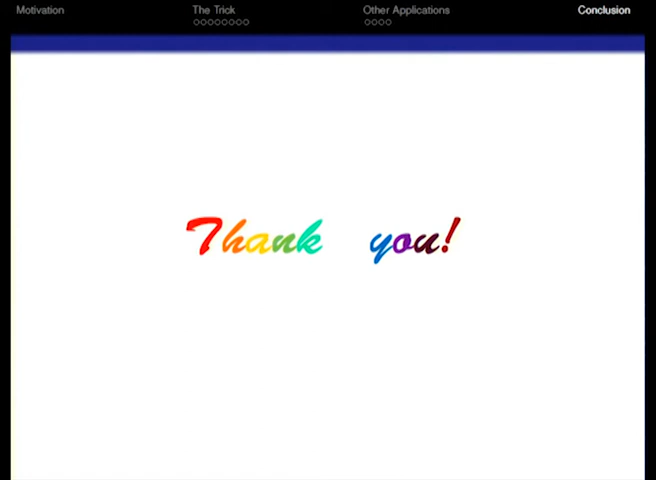 Motivation
The Trick
Other Applications
Conclusion
Thank you!